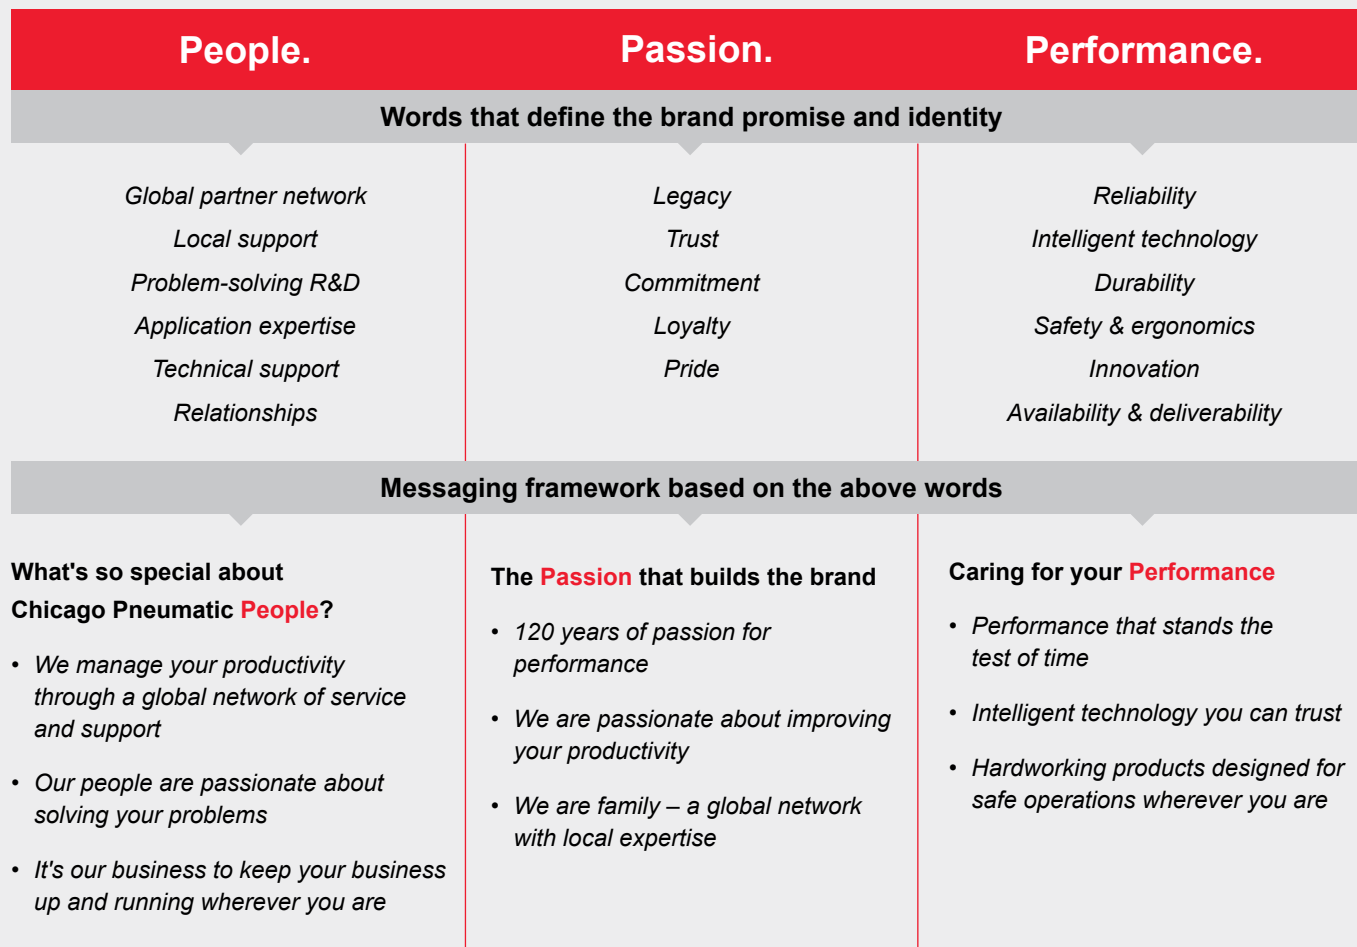 People.
Passion.
Performance.
Words that define the brand promise and identity
Global partner network
Local support
Problem-solving R&D
Application expertise
Technical support
Relationships
Legacy
Trust
Commitment
Loyalty
Pride
Reliability
Intelligent technology
Durability
Safety & ergonomics
Innovation
Availability & deliverability
Messaging framework based on the above words
What's so special about
Chicago Pneumatic People?
• We manage your productivity
through a global network of service
and support
• Our people are passionate about
solving your problems
• It's our business to keep your business
up and running wherever you are
The Passion that builds the brand
• 120 years of passion for
performance
• We are passionate about improving
your productivity
• We are family – a global network
with local expertise
Caring for your Performance
• Performance that stands the
test of time
• Intelligent technology you can trust
• Hardworking products designed for
safe operations wherever you are